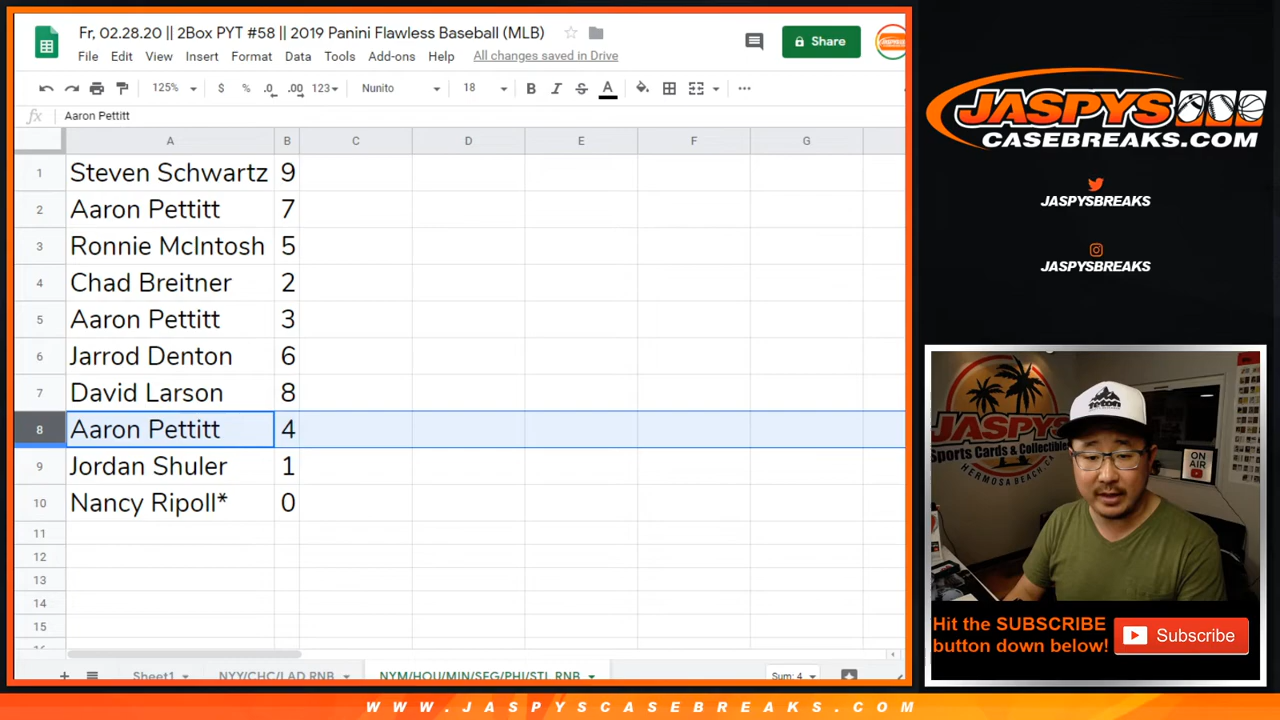 Fr, 02.28.20 || 2Box PYT #58 || 2019 Panini Flawless Baseball (MLB)
File Edit View Insert Format Data Tools Add-ons Help All changes saved in Drive
Share
125% $ % .0 .00 123 Nunito 18 B I S A
fx Aaron Pettitt
A B C D E F G
1 Steven Schwartz 9
2 Aaron Pettitt 7
3 Ronnie McIntosh 5
4 Chad Breitner 2
5 Aaron Pettitt 3
6 Jarrod Denton 6
7 David Larson 8
8 Aaron Pettitt 4
9 Jordan Shuler 1
10 Nancy Ripoll* 0
11
12
13
14
15
Sheet1 NYY/CHC/LAD RNB NYM/HOU/MIN/SEG/PHI/STL RNB Sum: 4
JASPYS
CASEBREAKS.COM
JASPYSBREAKS
JASPYSBREAKS
JASPYS
Sports Cards & Collectibles
HERMOSA BEACH, CA
teton
ON
AIR
Hit the SUBSCRIBE
button down below!
Subscribe
WWW.JASPYSCASEBREAKS.COM